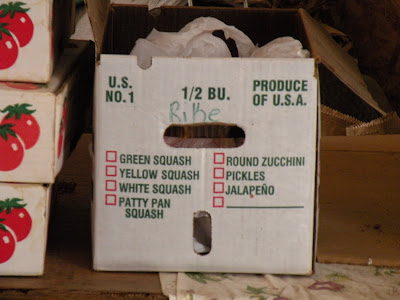 U.S. NO.1
1/2 BU.
PRODUCE OF U.S.A.
GREEN SQUASH
YELLOW SQUASH
WHITE SQUASH
PATTY PAN SQUASH
ROUND ZUCCHINI
PICKLES
JALAPEÑO